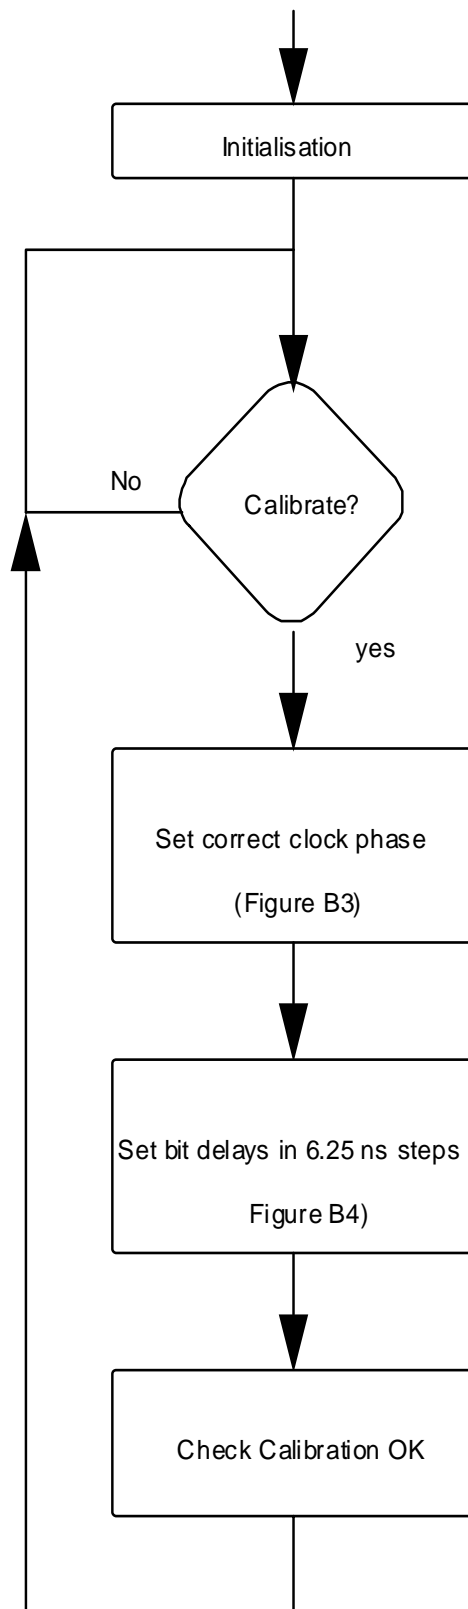 Initialisation
No
Calibrate?
yes
Set correct clock phase
(Figure B3)
Set bit delays in 6.25 ns steps
Figure B4)
Check Calibration OK